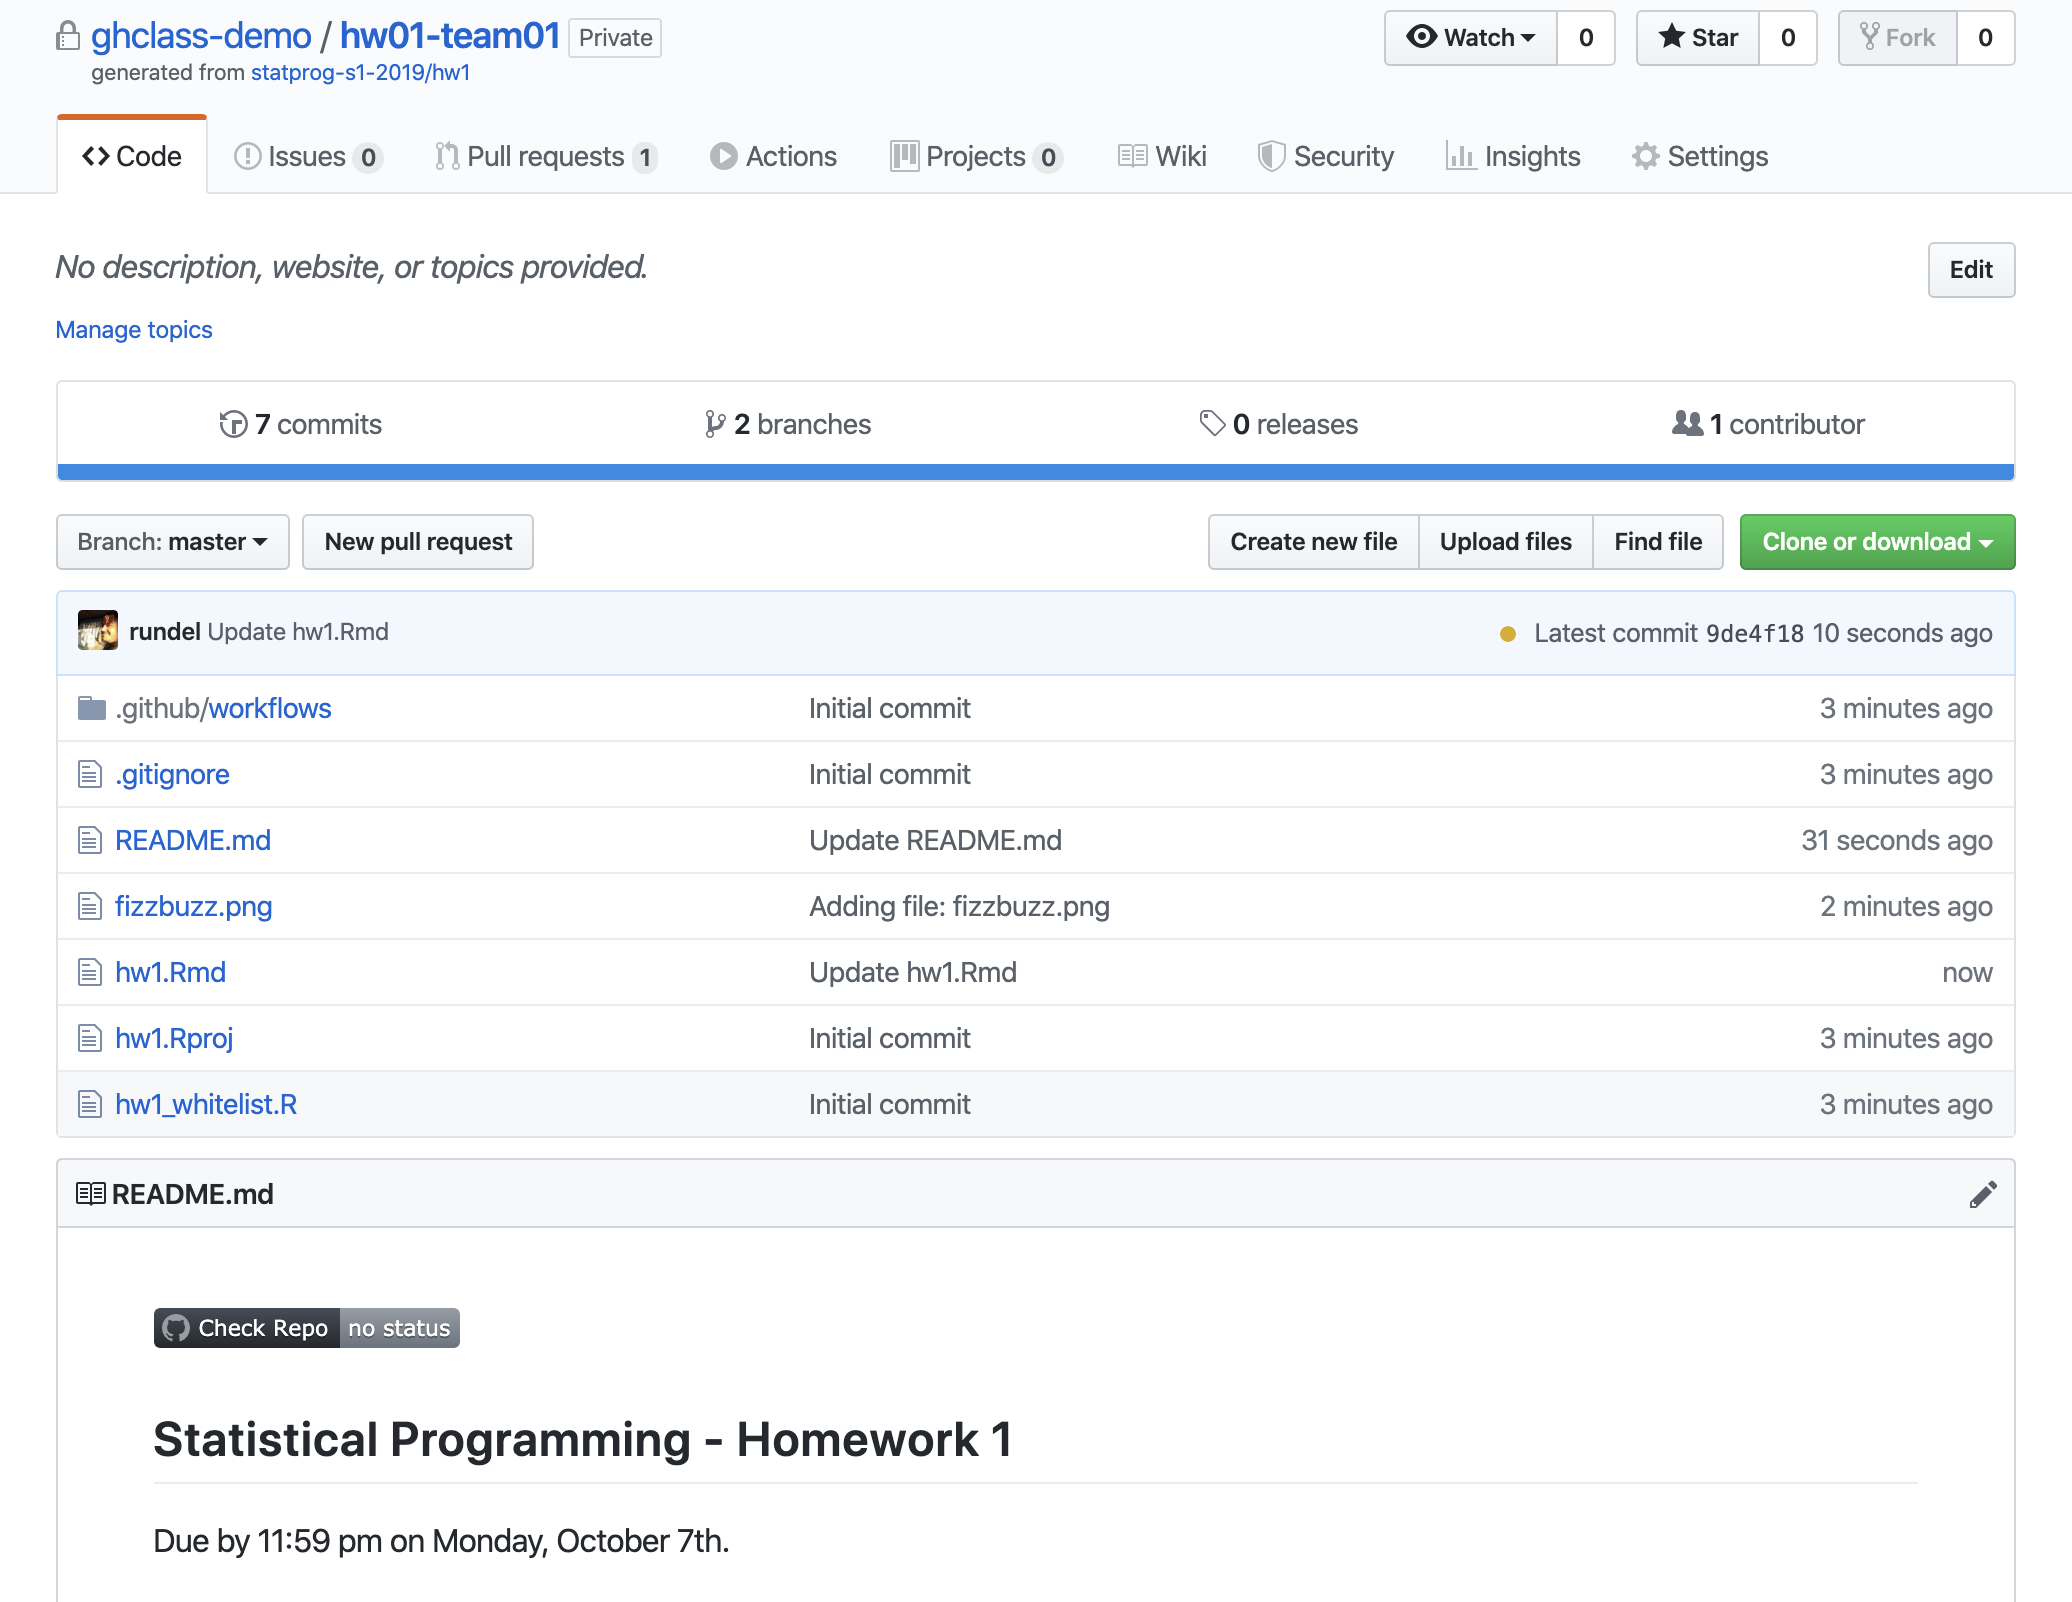 ghclass-demo / hw01-team01 Private
Watch 0 Star 0 Fork 0
generated from statprog-s1-2019/hw1
Code Issues 0 Pull requests 1 Actions Projects 0 Wiki Security Insights Settings
No description, website, or topics provided.
Edit
Manage topics
7 commits 2 branches 0 releases 1 contributor
Branch: master New pull request Create new file Upload files Find file Clone or download
rundel Update hw1.Rmd Latest commit 9de4f18 10 seconds ago
.github/workflows Initial commit 3 minutes ago
.gitignore Initial commit 3 minutes ago
README.md Update README.md 31 seconds ago
fizzbuzz.png Adding file: fizzbuzz.png 2 minutes ago
hw1.Rmd Update hw1.Rmd now
hw1.Rproj Initial commit 3 minutes ago
hw1_whitelist.R Initial commit 3 minutes ago
README.md
Check Repo no status
Statistical Programming - Homework 1
Due by 11:59 pm on Monday, October 7th.